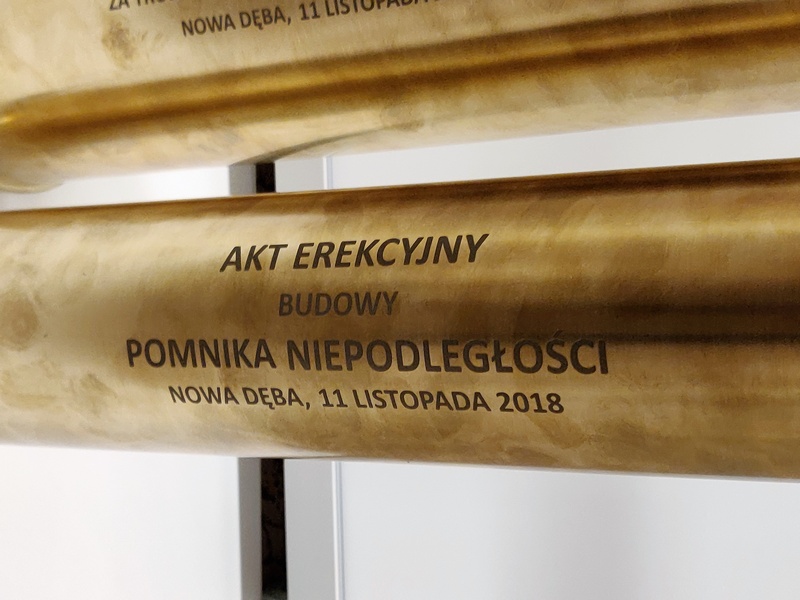 NOWA DĘBA, 11 LISTOPADA
AKT EREKCYJNY
BUDOWY
POMNIKA NIEPODLEGŁOŚCI
NOWA DĘBA, 11 LISTOPADA 2018